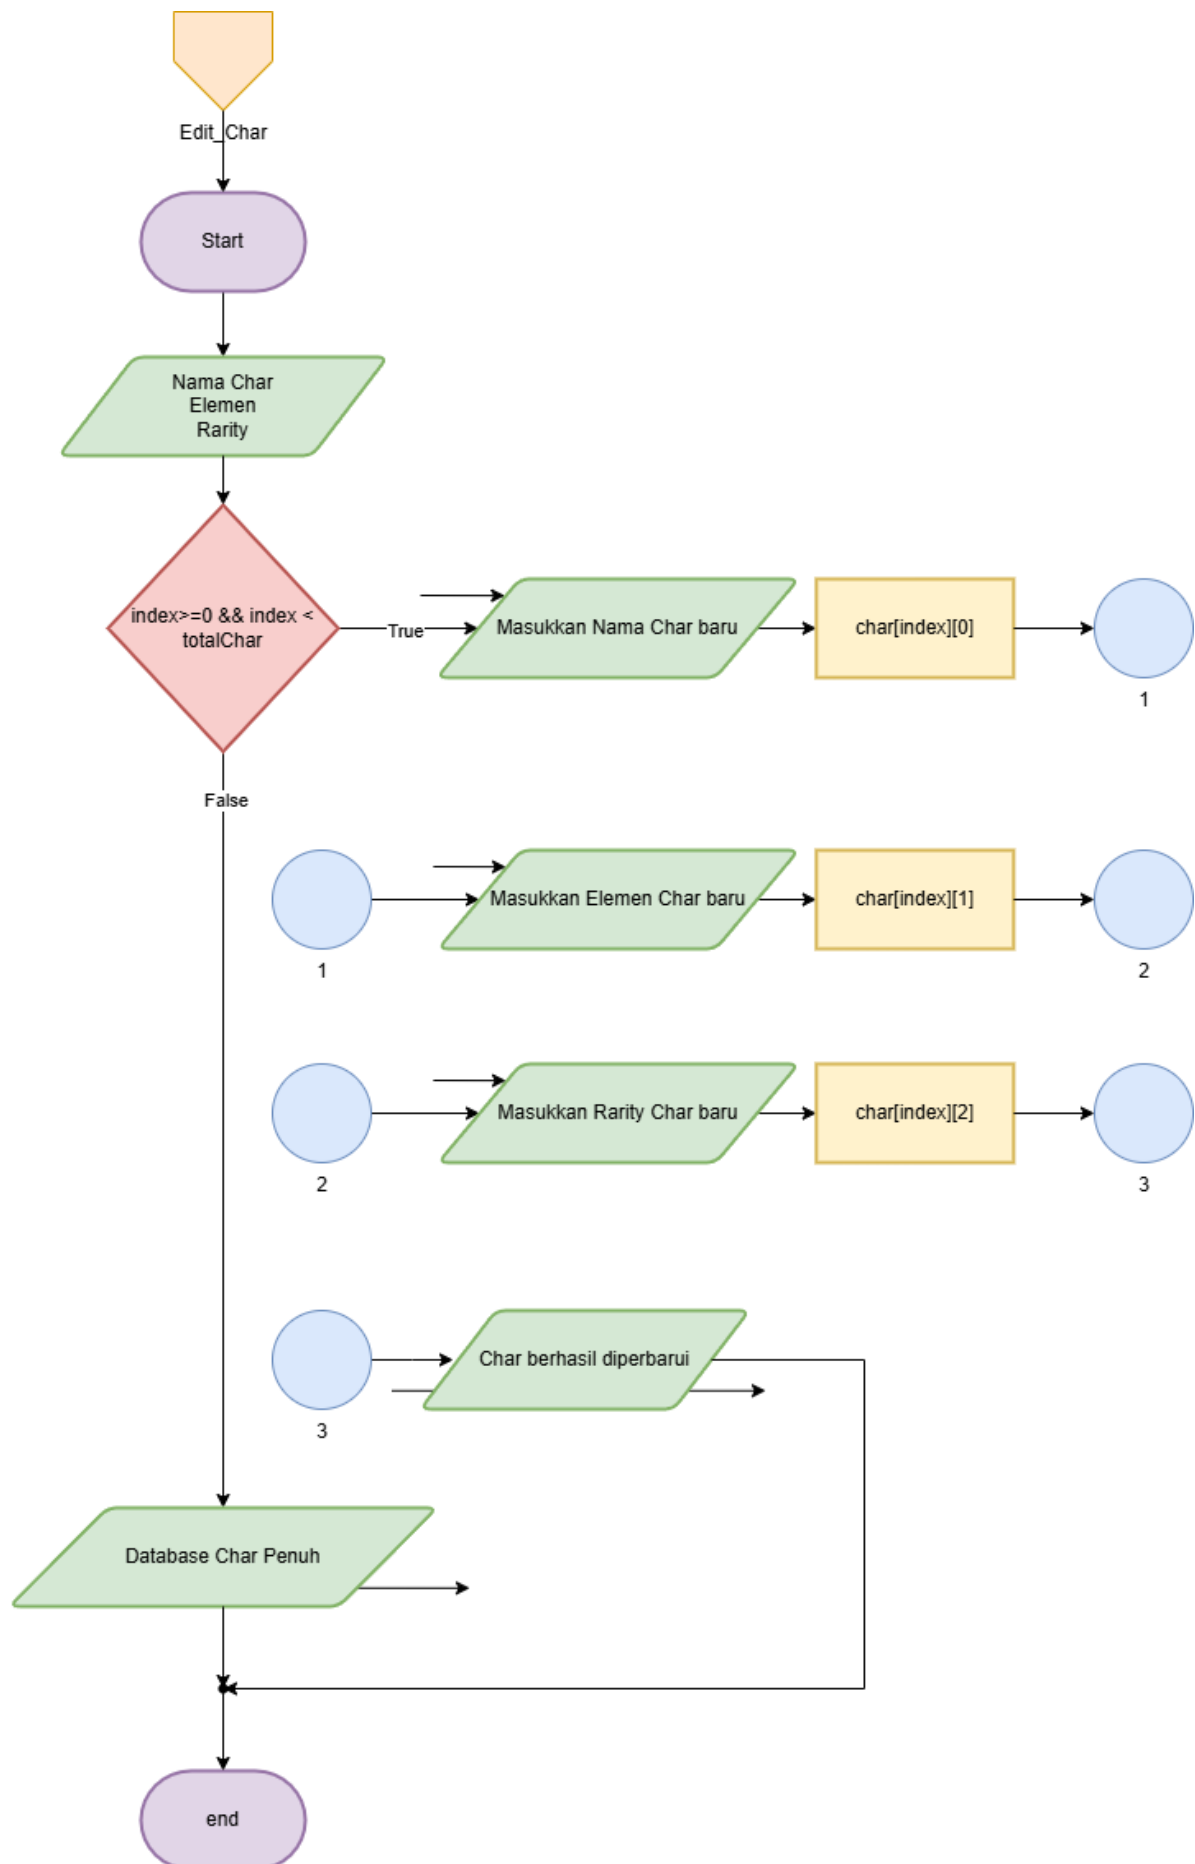 Edit_Char
Start
Nama Char
Elemen
Rarity
index>=0 && index <
totalChar
True
Masukkan Nama Char baru
char[index][0]
1
False
Masukkan Elemen Char baru
char[index][1]
1
2
Masukkan Rarity Char baru
char[index][2]
2
3
Char berhasil diperbarui
3
Database Char Penuh
end